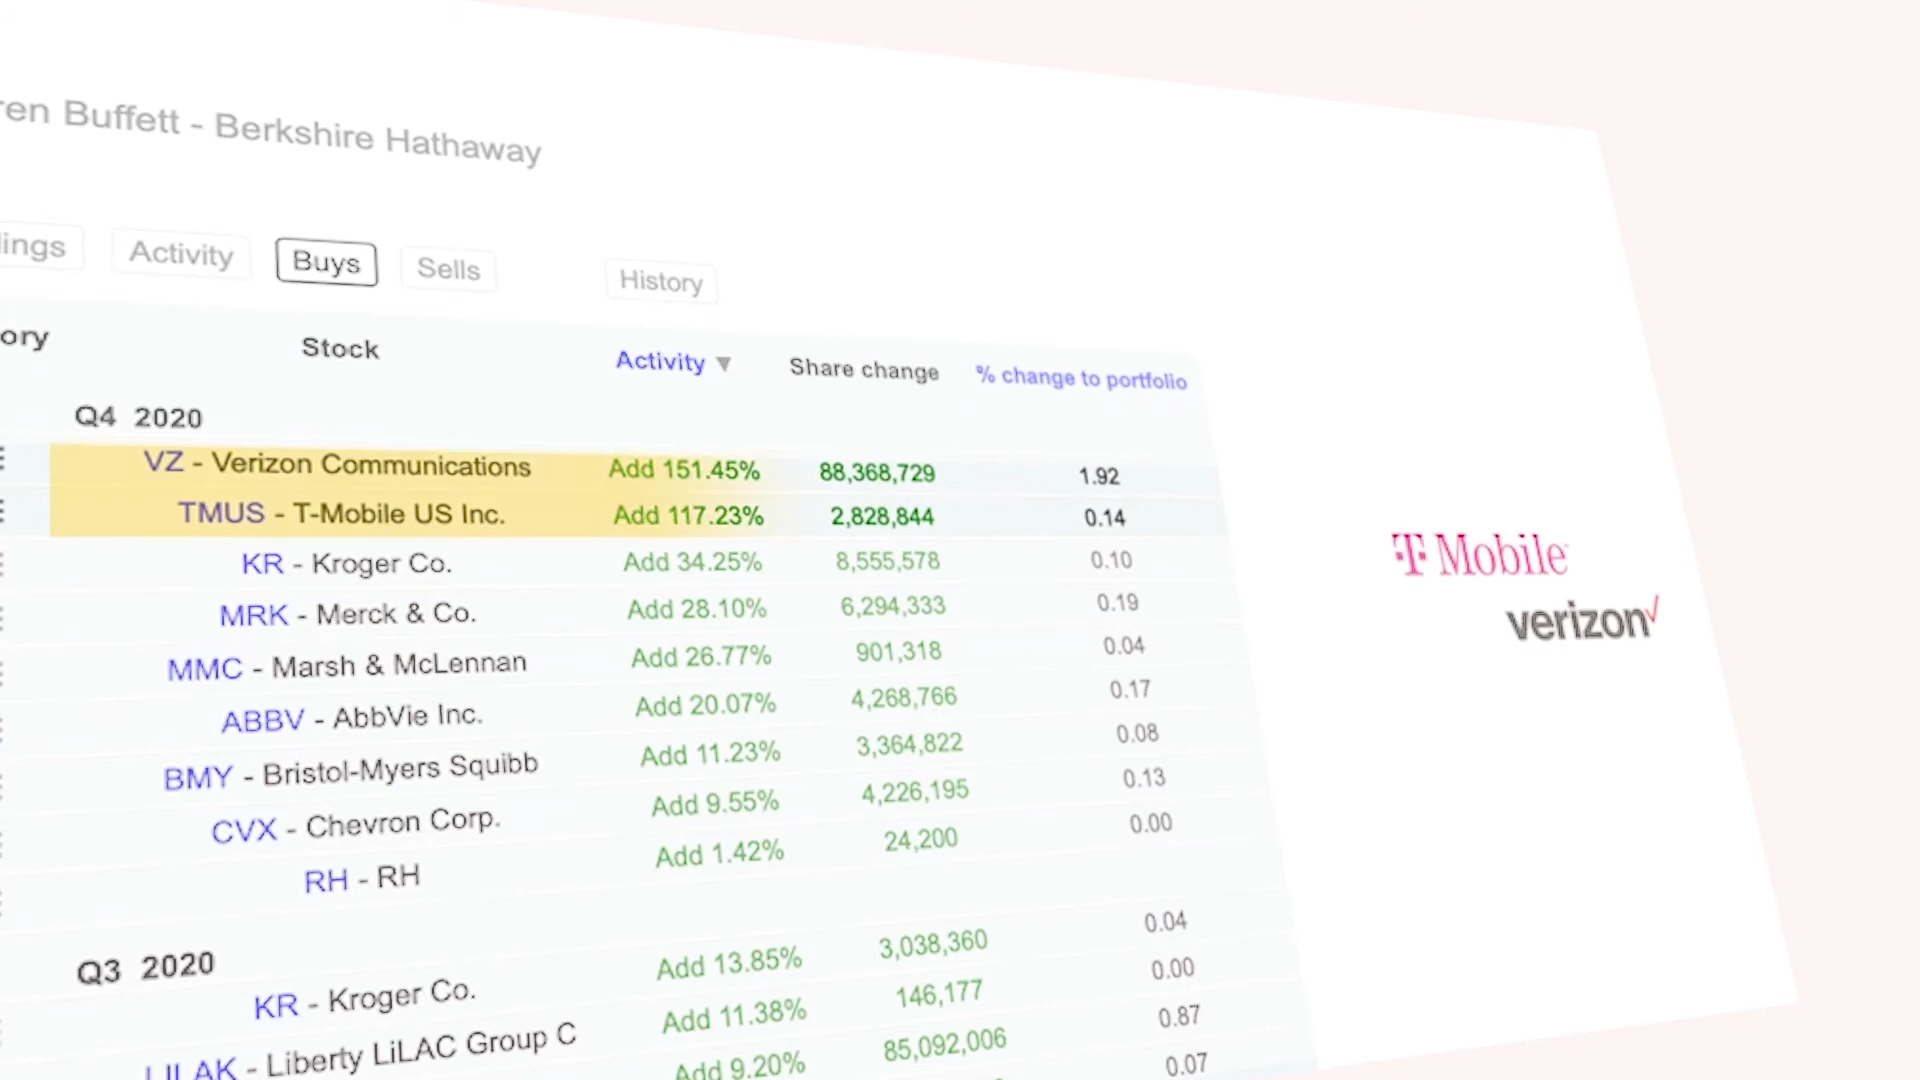 ren Buffett - Berkshire Hathaway
lings Activity Buys Sells History
ory Stock Activity ▼ Share change % change to portfolio
Q4 2020
VZ - Verizon Communications Add 151.45% 88,368,729 1.92
TMUS - T-Mobile US Inc. Add 117.23% 2,828,844 0.14
KR - Kroger Co. Add 34.25% 8,555,578 0.10
MRK - Merck & Co. Add 28.10% 6,294,333 0.19
MMC - Marsh & McLennan Add 26.77% 901,318 0.04
ABBV - AbbVie Inc. Add 20.07% 4,268,766 0.17
BMY - Bristol-Myers Squibb Add 11.23% 3,364,822 0.08
CVX - Chevron Corp. Add 9.55% 4,226,195 0.13
RH - RH Add 1.42% 24,200 0.00
Q3 2020
KR - Kroger Co. Add 13.85% 3,038,360 0.04
LILAK - Liberty LiLAC Group C Add 11.38% 146,177 0.00
Add 9.20% 85,092,006 0.87
0.07
T Mobile
verizon